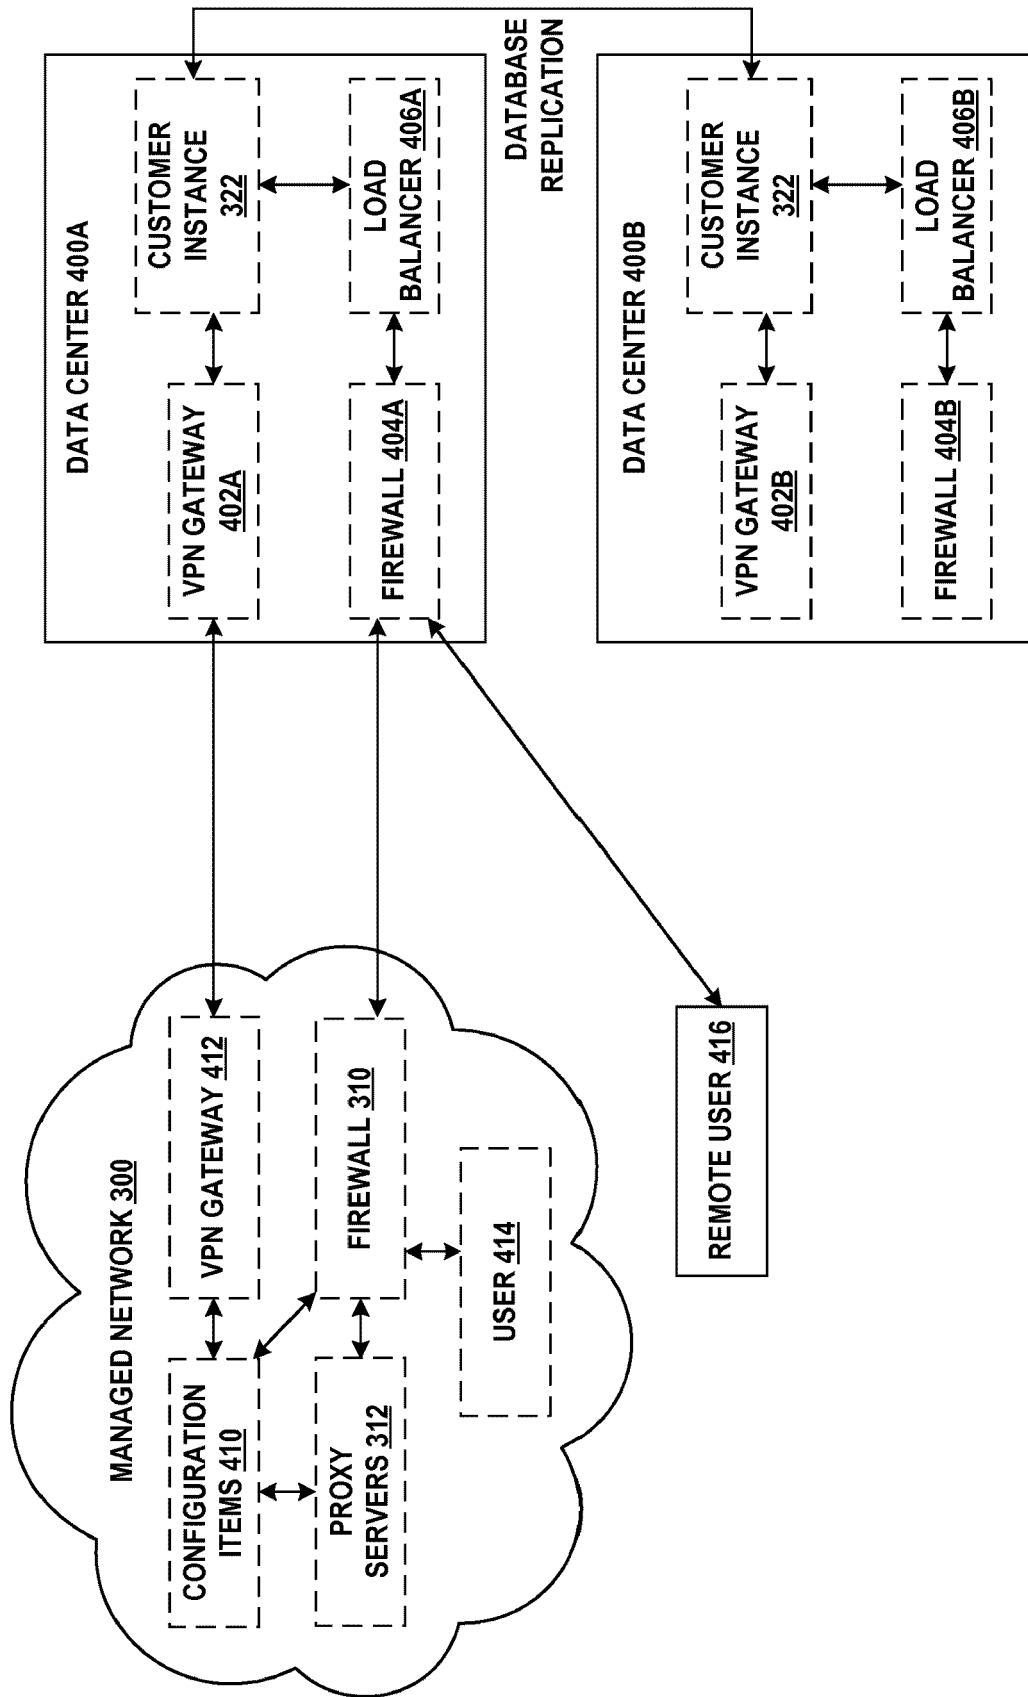 MANAGED NETWORK 300
CONFIGURATION
ITEMS 410
VPN GATEWAY 412
PROXY
SERVERS 312
FIREWALL 310
USER 414
REMOTE USER 416
DATA CENTER 400A
VPN GATEWAY
402A
CUSTOMER
INSTANCE
322
FIREWALL 404A
LOAD
BALANCER 406A
DATABASE
REPLICATION
DATA CENTER 400B
VPN GATEWAY
402B
CUSTOMER
INSTANCE
322
FIREWALL 404B
LOAD
BALANCER 406B